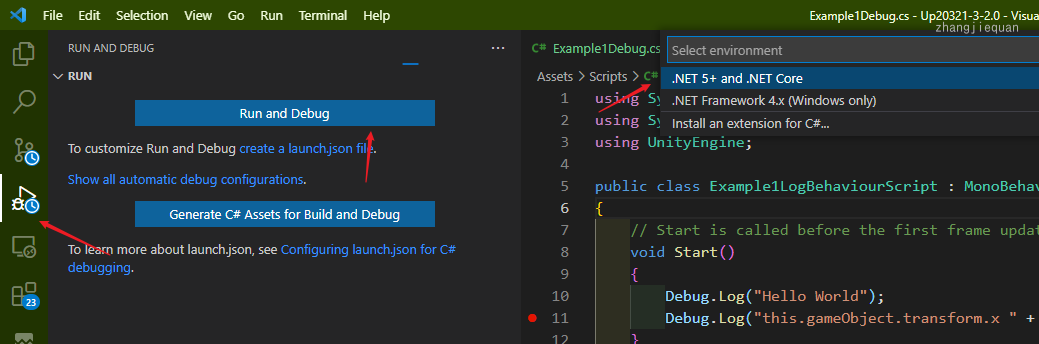 File Edit Selection View Go Run Terminal Help Example1Debug.cs - Up20321-3-2.0 - Visua
zhangjiequan
RUN AND DEBUG
RUN
Run and Debug
To customize Run and Debug create a launch.json file.
Show all automatic debug configurations.
Generate C# Assets for Build and Debug
To learn more about launch.json, see Configuring launch.json for C#
debugging.
23
C# Example1Debug.cs
Select environment
.NET 5+ and .NET Core
.NET Framework 4.x (Windows only)
Install an extension for C#...
Assets > Scripts > C#
1 using Sy
2 using Sy
3 using UnityEngine;
4
5 public class Example1LogBehaviourScript : MonoBehav
6 {
7 // Start is called before the first frame updat
8 void Start()
9 {
10 Debug.Log("Hello World");
11 Debug.Log("this.gameObject.transform.x " +
12 }